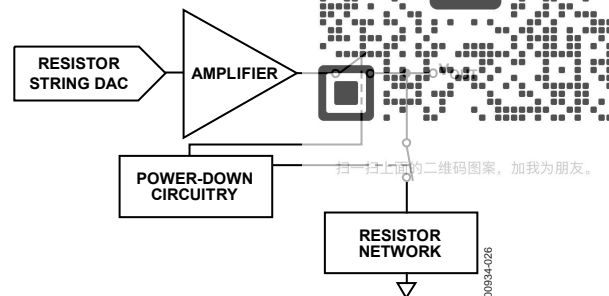 RESISTOR
STRING DAC
AMPLIFIER
VOUT
POWER-DOWN
CIRCUITRY
扫一扫上面的二维码图案，加我为朋友。
RESISTOR
NETWORK
00934-026